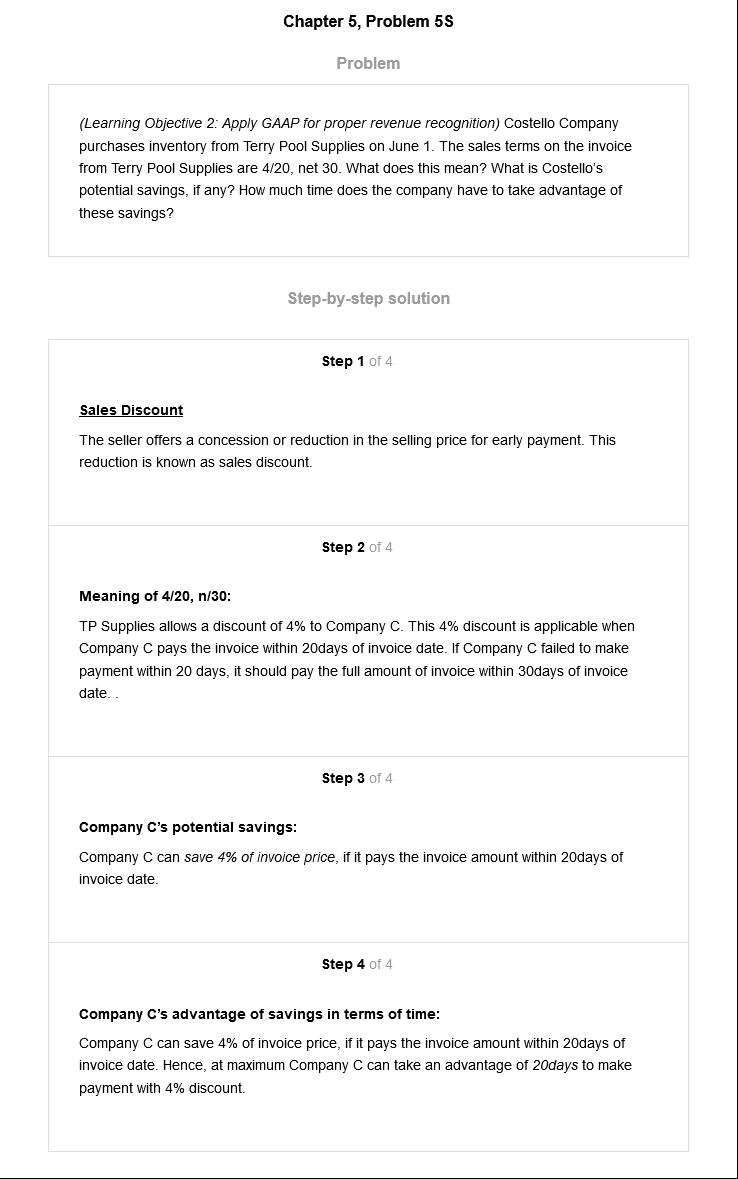 Chapter 5, Problem 5S
Problem
(Learning Objective 2: Apply GAAP for proper revenue recognition) Costello Company
purchases inventory from Terry Pool Supplies on June 1. The sales terms on the invoice
from Terry Pool Supplies are 4/20, net 30. What does this mean? What is Costello's
potential savings, if any? How much time does the company have to take advantage of
these savings?
Step-by-step solution
Step 1 of 4
Sales Discount
The seller offers a concession or reduction in the selling price for early payment. This
reduction is known as sales discount.
Step 2 of 4
Meaning of 4/20, n/30:
TP Supplies allows a discount of 4% to Company C. This 4% discount is applicable when
Company C pays the invoice within 20days of invoice date. If Company C failed to make
payment within 20 days, it should pay the full amount of invoice within 30days of invoice
date. .
Step 3 of 4
Company C's potential savings:
Company C can save 4% of invoice price, if it pays the invoice amount within 20days of
invoice date.
Step 4 of 4
Company C's advantage of savings in terms of time:
Company C can save 4% of invoice price, if it pays the invoice amount within 20days of
invoice date. Hence, at maximum Company C can take an advantage of 20days to make
payment with 4% discount.